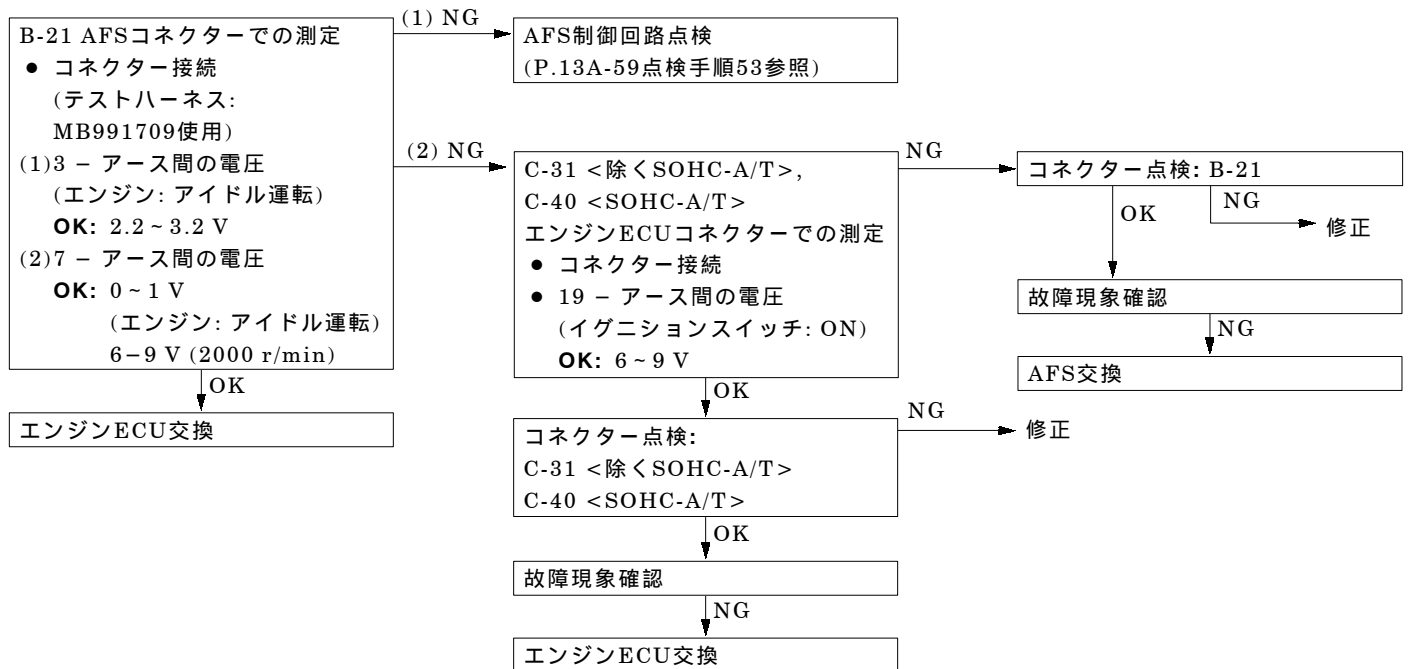 B-21 AFSコネクターでの測定
● コネクター接続
(テストハーネス:
MB991709使用)
(1)3 – アース間の電圧
(エンジン: アイドル運転)
OK: 2.2 ~ 3.2 V
(2)7 – アース間の電圧
OK: 0 ~ 1 V
(エンジン: アイドル運転)
6–9 V (2000 r/min)
OK
エンジンECU交換
(1) NG
AFS制御回路点検
(P.13A-59点検手順53参照)
(2) NG
C-31 <除くSOHC-A/T>,
C-40 <SOHC-A/T>
エンジンECUコネクターでの測定
● コネクター接続
● 19 – アース間の電圧
(イグニションスイッチ: ON)
OK: 6 ~ 9 V
OK
コネクター点検:
C-31 <除くSOHC-A/T>
C-40 <SOHC-A/T>
OK
故障現象確認
NG
エンジンECU交換
NG
修正
NG
コネクター点検: B-21
OK
NG
修正
故障現象確認
NG
AFS交換